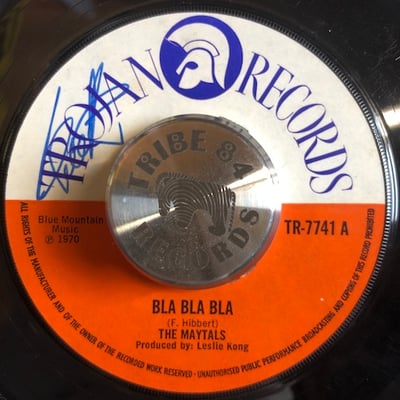 TROJAN RECORDS
TRIBE 84
RECORDS
Blue Mountain
Music
℗ 1970
TR-7741 A
BLA BLA BLA
(F. Hibbert)
THE MAYTALS
Produced by: Leslie Kong
ALL RIGHTS OF THE MANUFACTURER AND OF THE OWNER OF THE RECORDED WORK RESERVED - UNAUTHORISED PUBLIC PERFORMANCE BROADCASTING AND COPYING OF THIS RECORD PROHIBITED